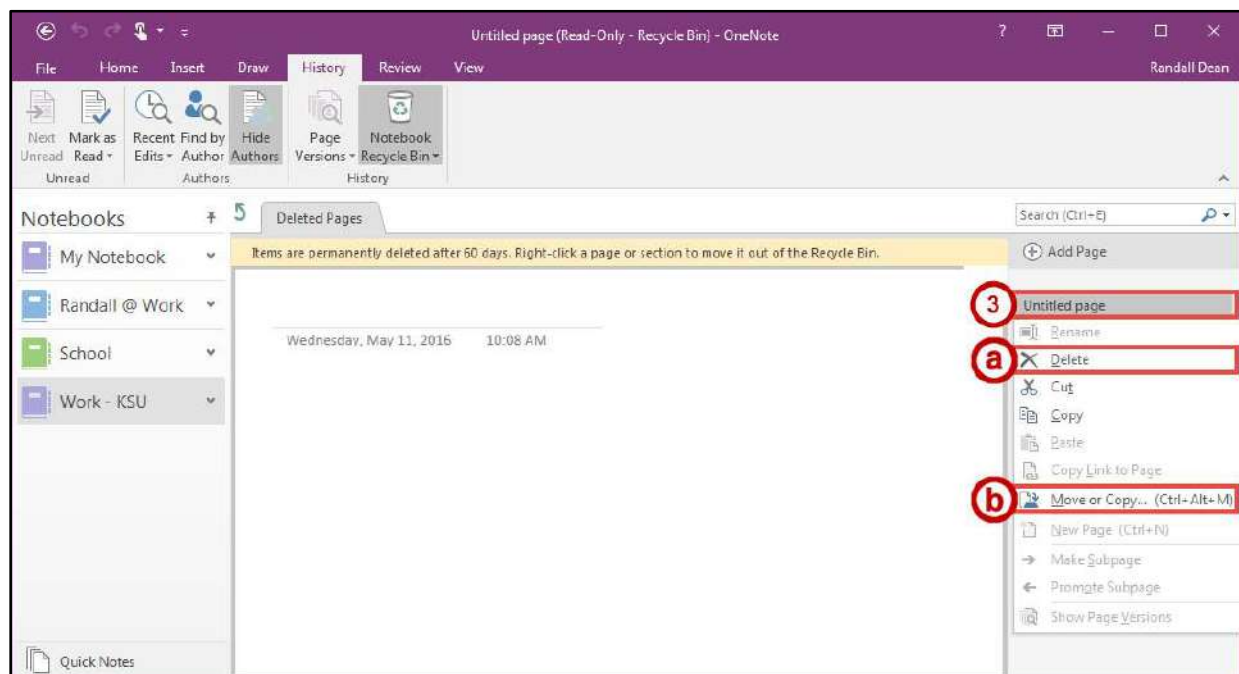 Untitled page (Read-Only - Recycle Bin) - OneNote
?
File Home Insert Draw History Review View Randall Dean
Next Unread
Mark as Read
Recent Edits
Find by Author
Hide Authors
Page Versions
Notebook Recycle Bin
Unread Authors History
Notebooks
Deleted Pages
Search (Ctrl+E)
My Notebook
Items are permanently deleted after 60 days. Right-click a page or section to move it out of the Recycle Bin.
Add Page
Randall @ Work
3 Untitled page
Wednesday, May 11, 2016 10:08 AM
Rename
School
a Delete
Cut
Work - KSU
Copy
Paste
Copy Link to Page
b Move or Copy... (Ctrl+Alt+M)
New Page (Ctrl+N)
Make Subpage
Promote Subpage
Show Page Versions
Quick Notes